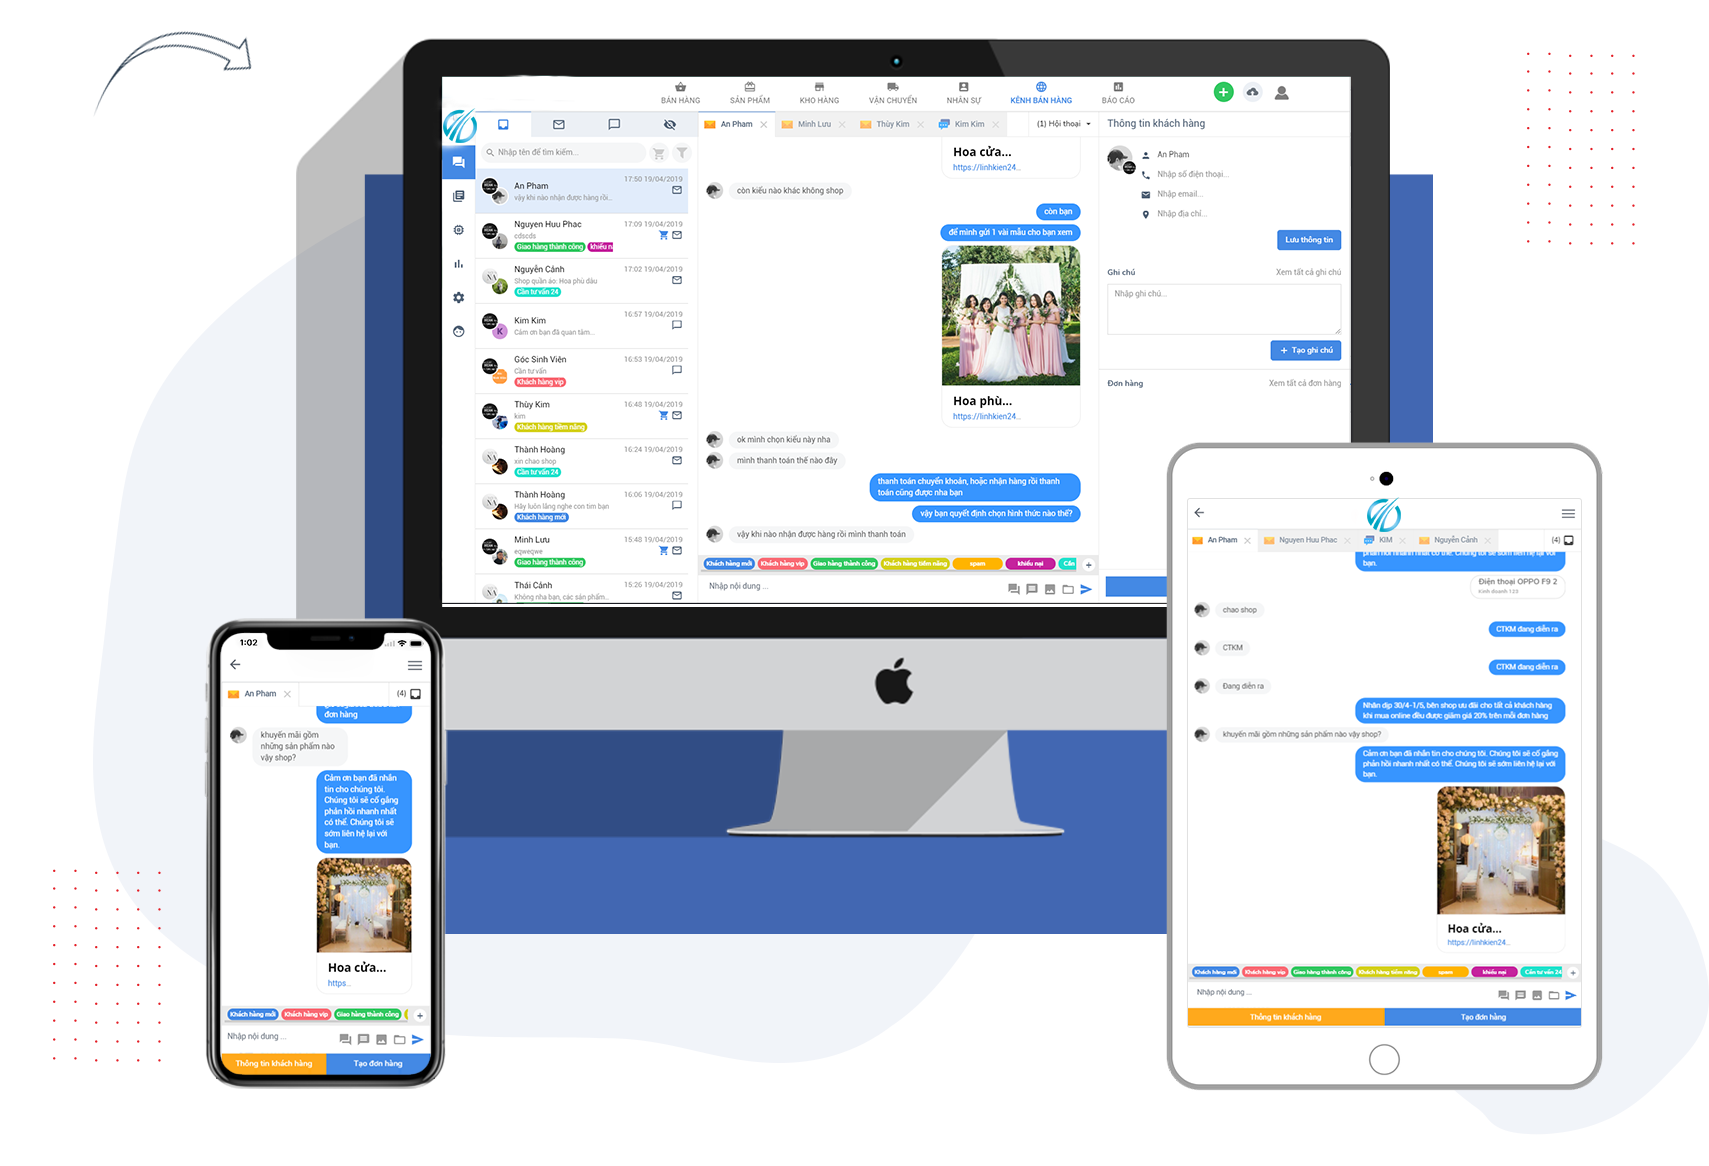 BÁN HÀNG
SẢN PHẨM
KHO HÀNG
VẬN CHUYỂN
NHÂN SỰ
KÊNH BÁN HÀNG
BÁO CÁO
Nhập tên để tìm kiếm...
An Pham
17:50 19/04/2019
vậy khi nào nhận được hàng rồi...
Nguyen Huu Phac
17:09 19/04/2019
cdscds
Giao hàng thành công
khiếu nạ
Nguyễn Cảnh
17:02 19/04/2019
Shop quần áo: Hoa phù dâu
Cần tư vấn 24
Kim Kim
16:57 19/04/2019
Cảm ơn bạn đã quan tâm...
Góc Sinh Viên
16:53 19/04/2019
Cần tư vấn
Khách hàng vip
Thùy Kim
16:48 19/04/2019
kim
Khách hàng tiềm năng
Thành Hoàng
16:24 19/04/2019
xin chao shop
Cần tư vấn 24
Thành Hoàng
16:06 19/04/2019
Hãy luôn lắng nghe con tim bạn
Khách hàng mới
Minh Lưu
15:48 19/04/2019
eqweqwe
Giao hàng thành công
Thái Cảnh
15:26 19/04/2019
Không nha bạn, các sản phẩm...
An Pham
Minh Lưu
Thùy Kim
Kim Kim
(1) Hội thoại
Hoa cửa...
https://linhkien24..
còn kiểu nào khác không shop
còn bạn
để mình gửi 1 vài mẫu cho bạn xem
Hoa phù...
https://linhkien24..
ok mình chọn kiểu này nha
mình thanh toán thế nào đây
thanh toán chuyển khoản, hoặc nhận hàng rồi thanh
toán cũng được nha bạn
vậy bạn quyết định chọn hình thức nào thế?
vậy khi nào nhận được hàng rồi mình thanh toán
Khách hàng mới
Khách hàng vip
Giao hàng thành công
Khách hàng tiềm năng
spam
khiếu nại
Cần
Nhập nội dung ...
Thông tin khách hàng
An Pham
Nhập số điện thoại...
Nhập email...
Nhập địa chỉ...
Lưu thông tin
Ghi chú
Xem tất cả ghi chú
Nhập ghi chú...
+ Tạo ghi chú
Đơn hàng
Xem tất cả đơn hàng
1:02
An Pham
(4)
đơn hàng
khuyến mãi gồm
những sản phẩm nào
vậy shop?
Cảm ơn bạn đã nhắn
tin cho chúng tôi.
Chúng tôi sẽ cố gắng
phản hồi nhanh nhất
có thể. Chúng tôi sẽ
sớm liên hệ lại với
bạn.
Hoa cửa...
https...
Khách hàng mới
Khách hàng vip
Giao hàng thành công
Nhập nội dung ...
Thông tin khách hàng
Tạo đơn hàng
An Pham
Nguyen Huu Phac
KIM
Nguyễn Cảnh
(4)
phản hồi nhanh nhất có thể. Chúng tôi sẽ sớm liên hệ lại với
bạn.
Điện thoại OPPO F9 2
Kinh doanh 123
chao shop
CTKM đang diễn ra
CTKM
CTKM đang diễn ra
Đang diễn ra
Nhân dịp 30/4-1/5, bên shop ưu đãi cho tất cả khách hàng
khi mua online đều được giảm giá 20% trên mỗi đơn hàng
khuyến mãi gồm những sản phẩm nào vậy shop?
Cảm ơn bạn đã nhắn tin cho chúng tôi. Chúng tôi sẽ cố gắng
phản hồi nhanh nhất có thể. Chúng tôi sẽ sớm liên hệ lại với
bạn.
Hoa cửa...
https://linhkien24..
Khách hàng mới
Khách hàng vip
Giao hàng thành công
Khách hàng tiềm năng
spam
khiếu nại
Cần tư vấn 24
Nhập nội dung ...
Thông tin khách hàng
Tạo đơn hàng